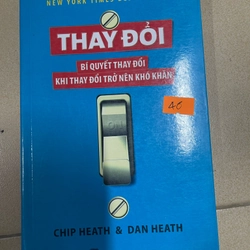 NEW YORK TIMES
THAY ĐỔI
BÍ QUYẾT THAY ĐỔI
KHI THAY ĐỔI TRỞ NÊN KHÓ KHĂN
40
CHIP HEATH & DAN HEATH